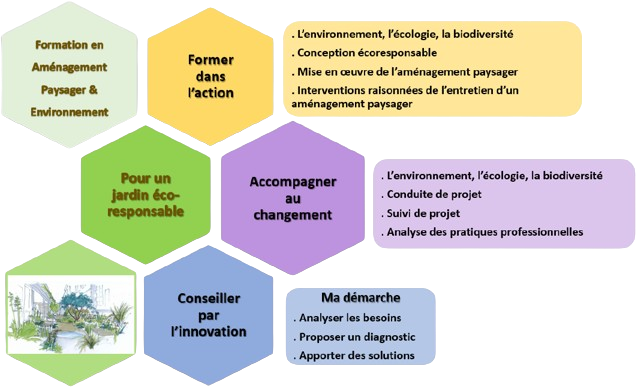 Formation en
Aménagement
Paysager &
Environnement
Former
dans
l'action
. L'environnement, l'écologie, la biodiversité
. Conception écoresponsable
. Mise en œuvre de l'aménagement paysager
. Interventions raisonnées de l'entretien d'un
aménagement paysager
Pour un
jardin éco-
responsable
Accompagner
au
changement
. L'environnement, l'écologie, la biodiversité
. Conduite de projet
. Suivi de projet
. Analyse des pratiques professionnelles
Conseiller
par
l'innovation
Ma démarche
. Analyser les besoins
. Proposer un diagnostic
. Apporter des solutions